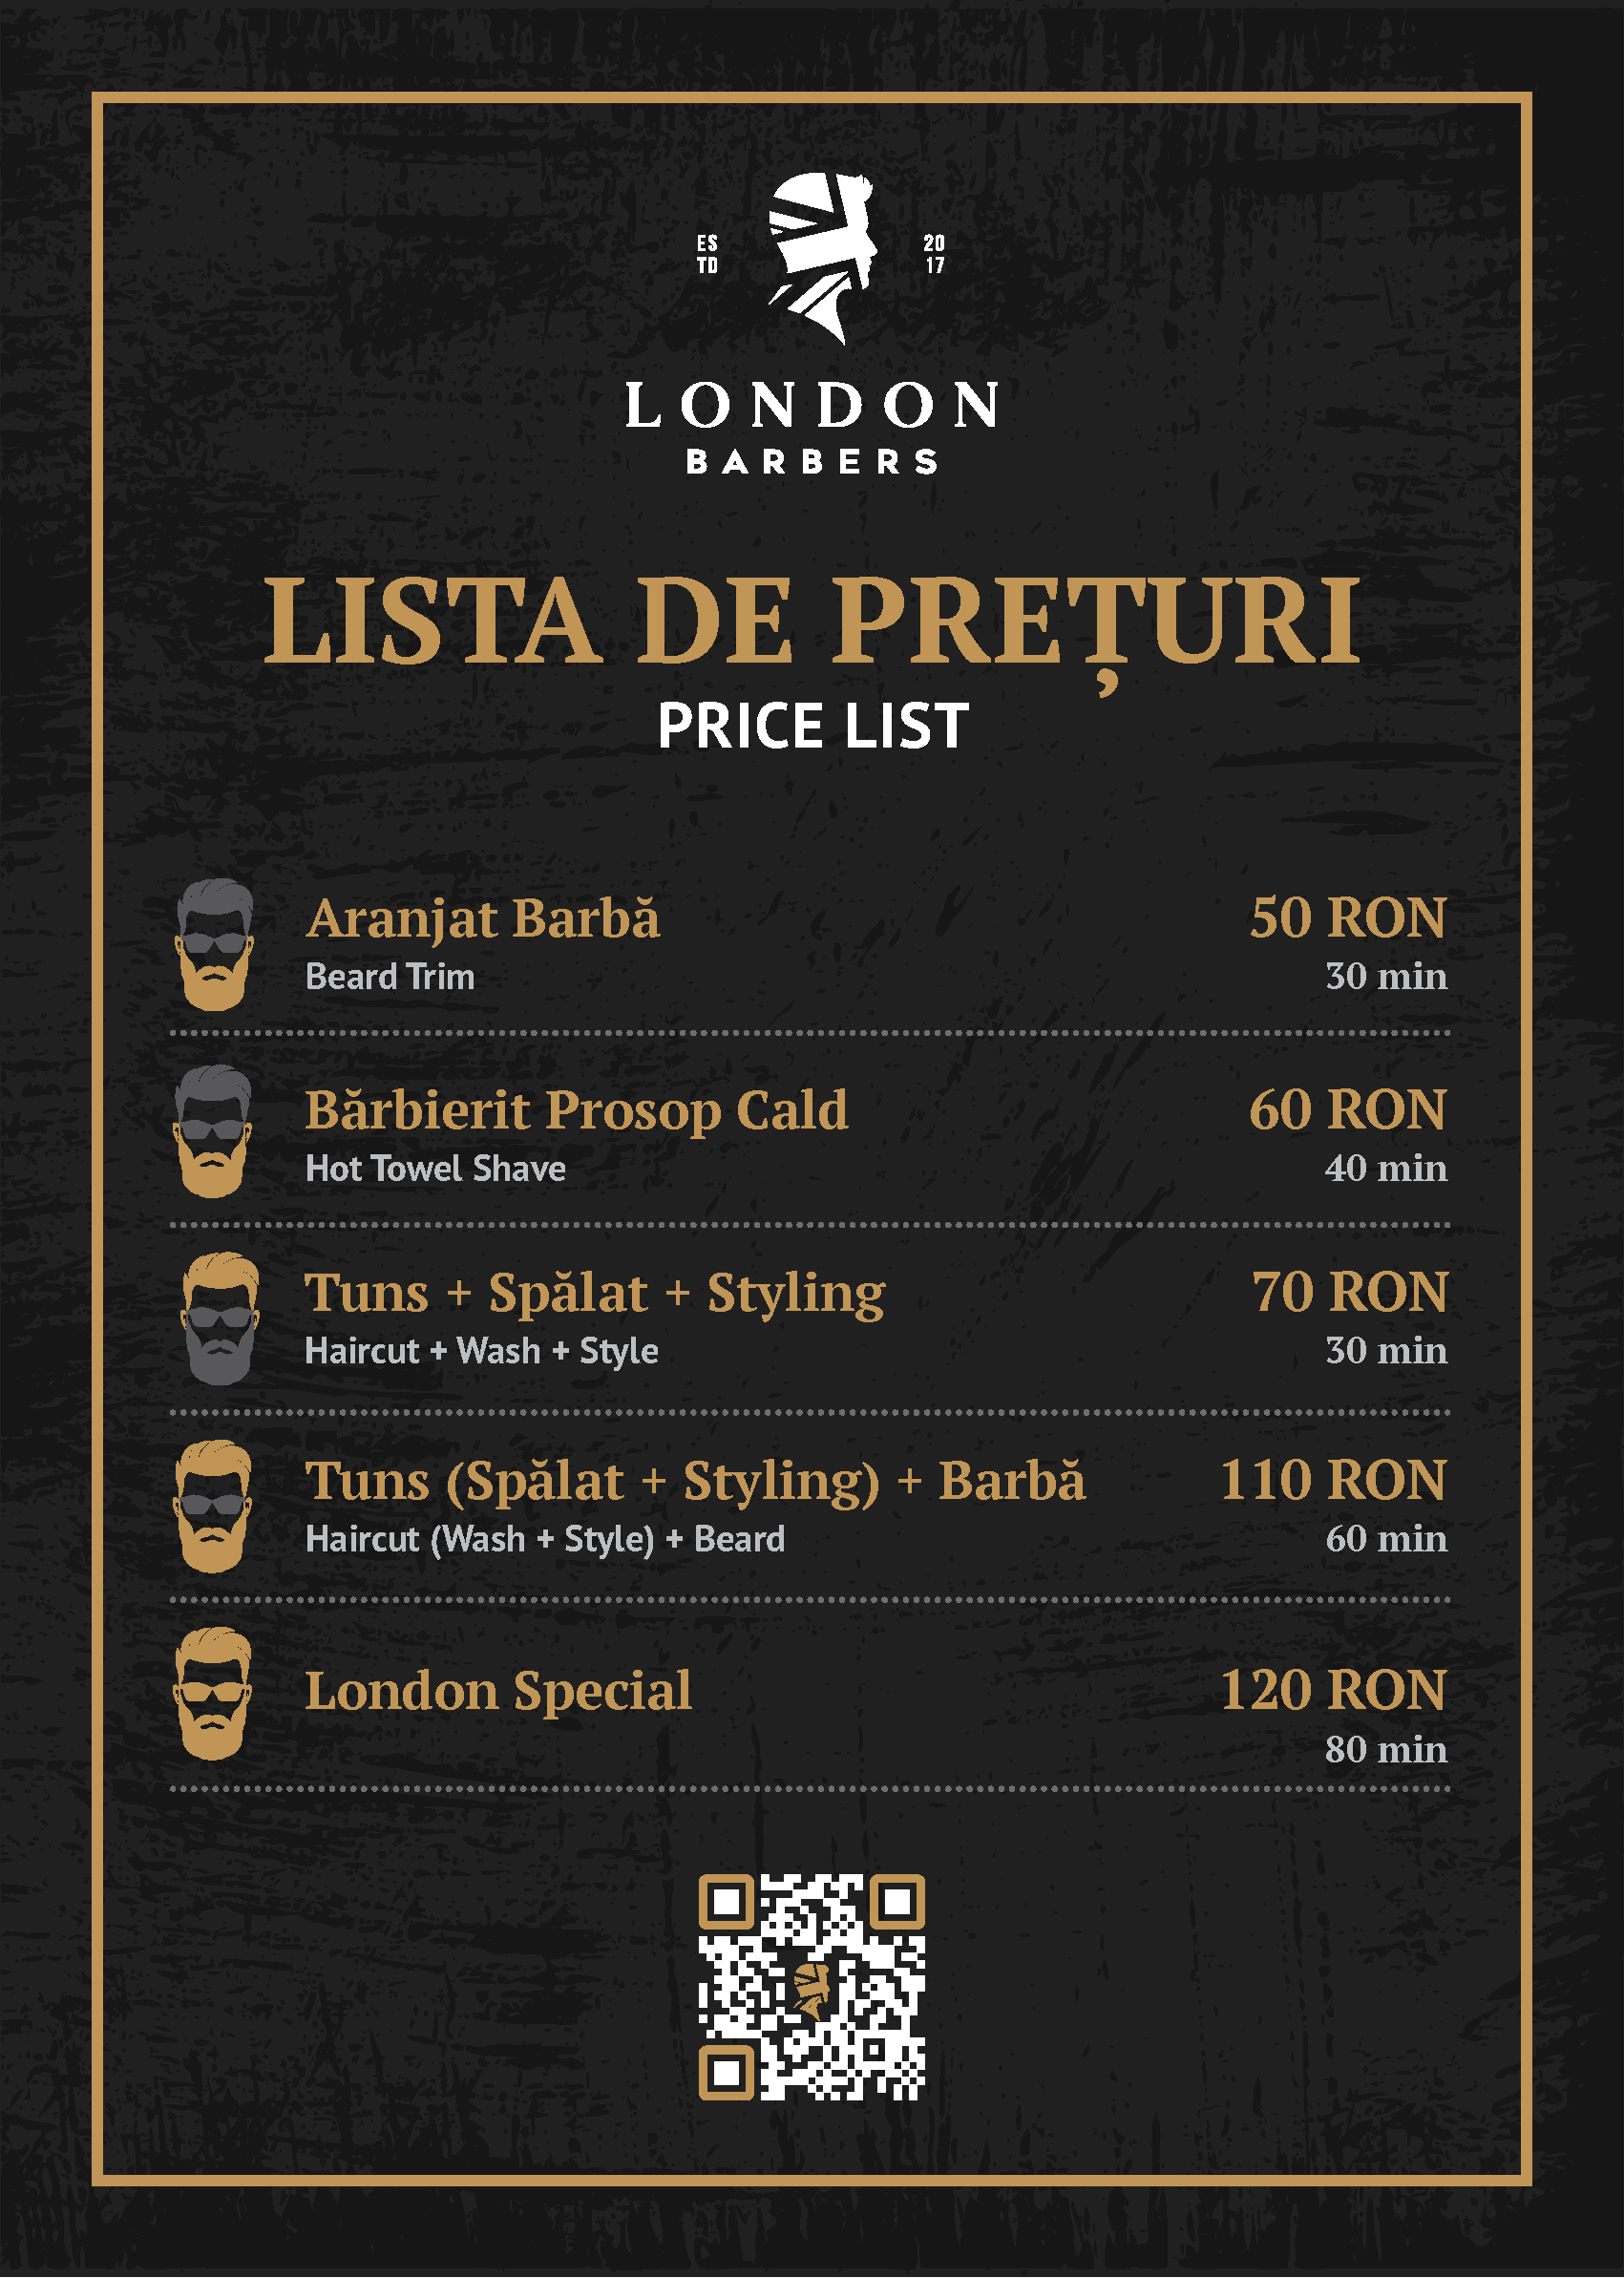 ES
TD
20
17
LONDON
BARBERS
LISTA DE PREȚURI
PRICE LIST
Aranjat Barbă
50 RON
Beard Trim
30 min
Bărbierit Prosop Cald
60 RON
Hot Towel Shave
40 min
Tuns + Spălat + Styling
70 RON
Haircut + Wash + Style
30 min
Tuns (Spălat + Styling) + Barbă
110 RON
Haircut (Wash + Style) + Beard
60 min
London Special
120 RON
80 min